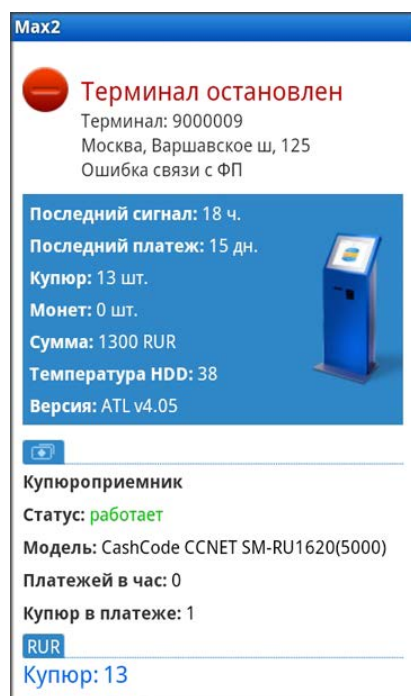 Max2
Терминал остановлен
Терминал: 9000009
Москва, Варшавское ш, 125
Ошибка связи с ФП
Последний сигнал: 18 ч.
Последний платеж: 15 дн.
Купюр: 13 шт.
Монет: 0 шт.
Сумма: 1300 RUR
Температура HDD: 38
Версия: ATL v4.05
Купюроприемник
Статус: работает
Модель: CashCode CCNET SM-RU1620(5000)
Платежей в час: 0
Купюр в платеже: 1
RUR
Купюр: 13